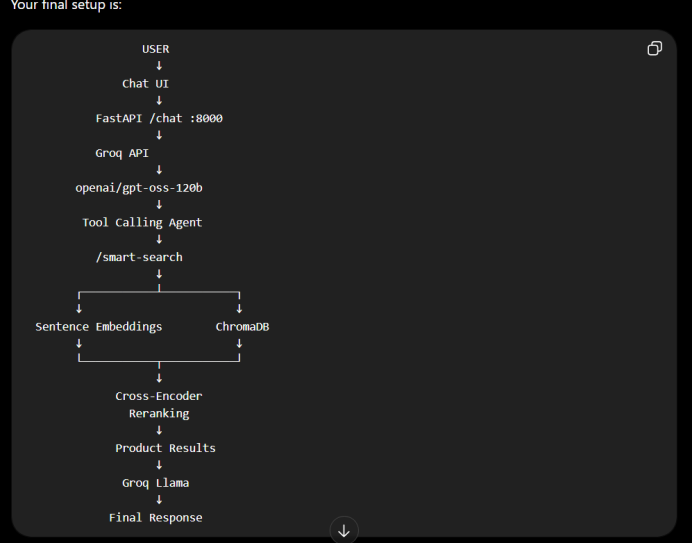 Your final setup is:
USER
↓
Chat UI
↓
FastAPI /chat :8000
↓
Groq API
↓
openai/gpt-oss-120b
↓
Tool Calling Agent
↓
/smart-search
↓
↓ ↓
Sentence Embeddings ChromaDB
↓ ↓
↓
Cross-Encoder
Reranking
↓
Product Results
↓
Groq Llama
↓
Final Response